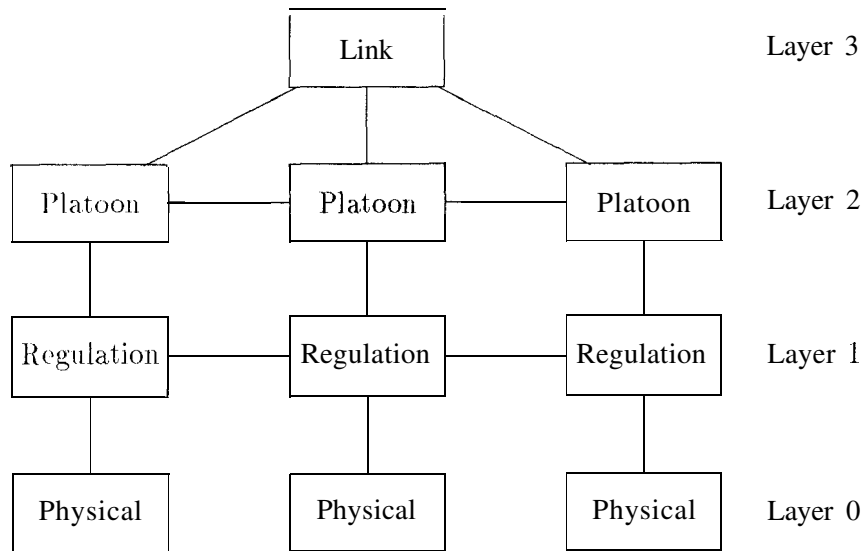 Link Layer 3
Platoon Platoon Platoon Layer 2
Regulation Regulation Regulation Layer 1
Physical Physical Physical Layer 0